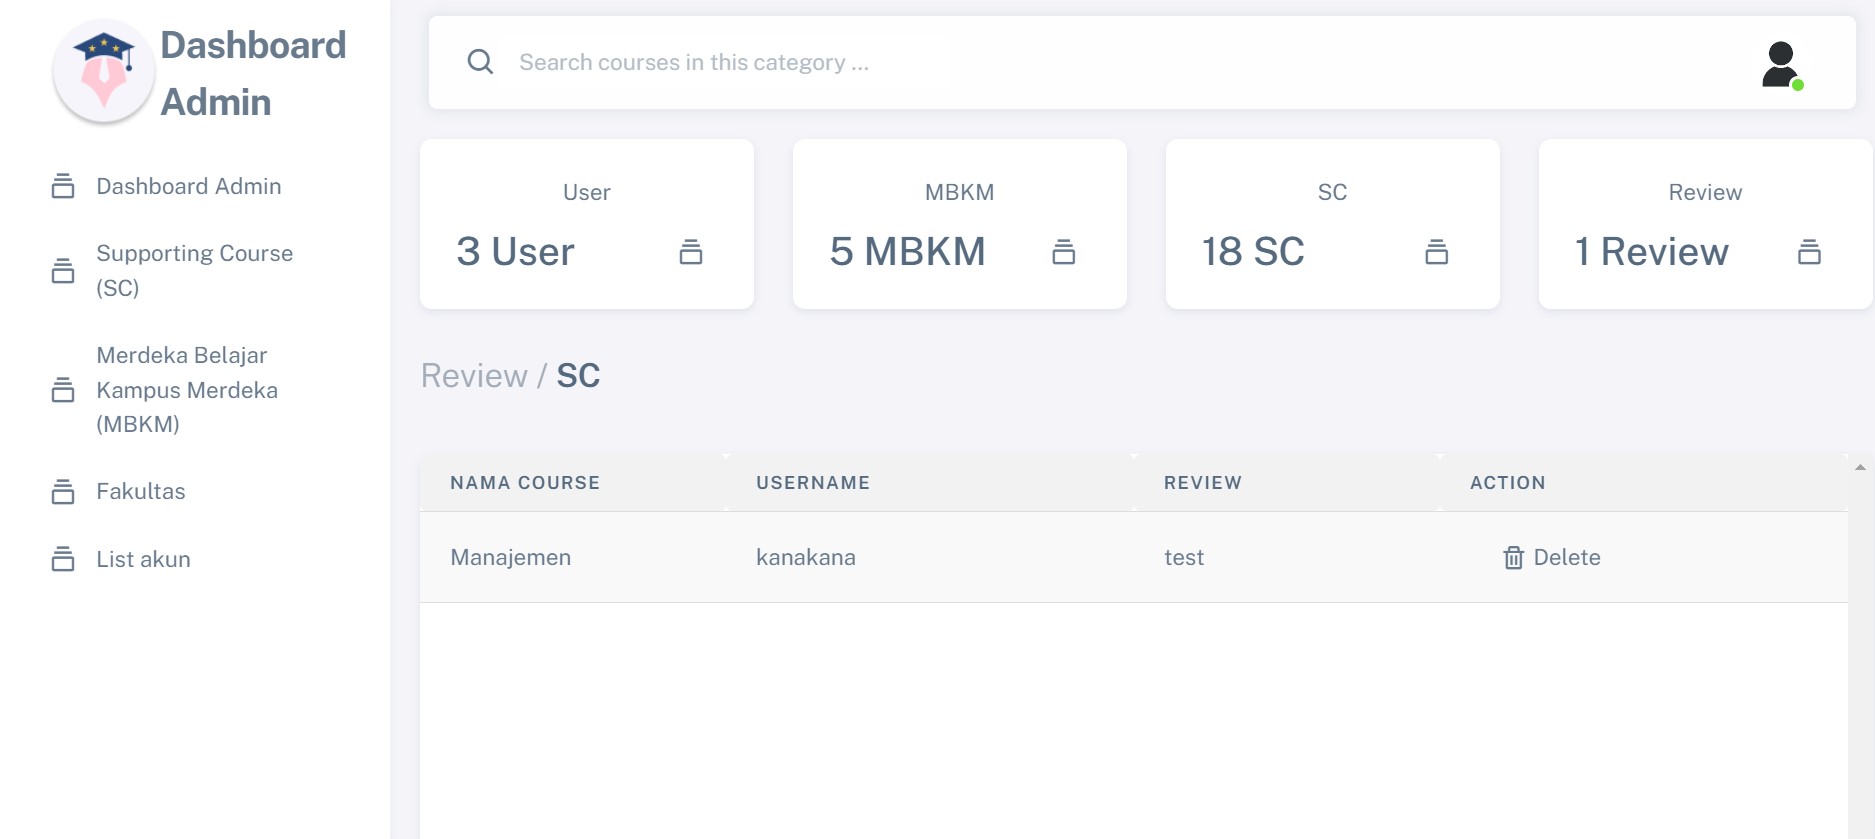 Dashboard
Admin
Dashboard Admin
Supporting Course
(SC)
Merdeka Belajar
Kampus Merdeka
(MBKM)
Fakultas
List akun
Search courses in this category ...
User
3 User
MBKM
5 MBKM
SC
18 SC
Review
1 Review
Review / SC
NAMA COURSE USERNAME REVIEW ACTION
Manajemen kanakana test Delete